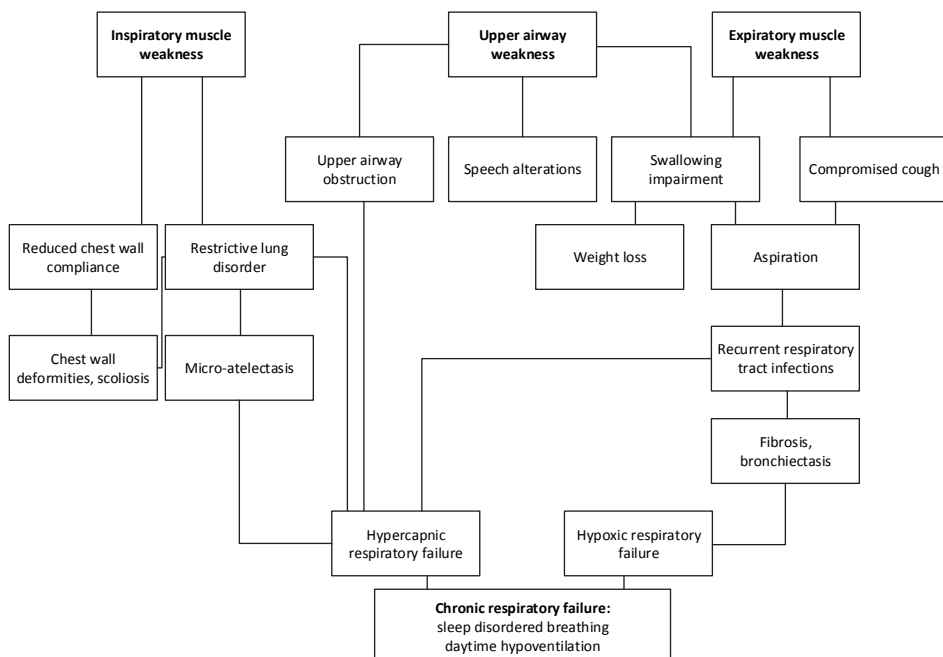 Inspiratory muscle
weakness
Upper airway
weakness
Expiratory muscle
weakness
Upper airway
obstruction
Speech alterations
Swallowing
impairment
Compromised cough
Reduced chest wall
compliance
Restrictive lung
disorder
Weight loss
Aspiration
Chest wall
deformities, scoliosis
Micro-atelectasis
Recurrent respiratory
tract infections
Fibrosis,
bronchiectasis
Hypercapnic
respiratory failure
Hypoxic respiratory
failure
Chronic respiratory failure:
sleep disordered breathing
daytime hypoventilation